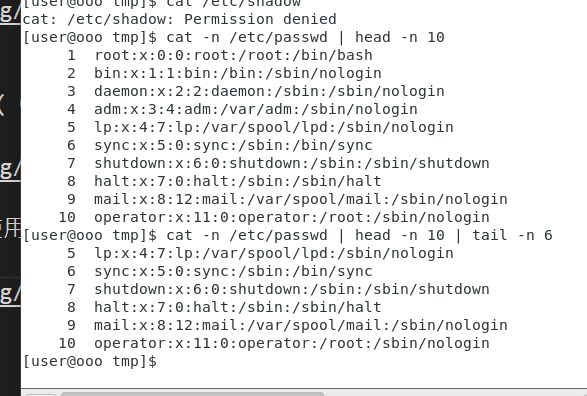 [user@ooo tmp]$ cat /etc/shadow
cat: /etc/shadow: Permission denied
[user@ooo tmp]$ cat -n /etc/passwd | head -n 10
1 root:x:0:0:root:/root:/bin/bash
2 bin:x:1:1:bin:/bin:/sbin/nologin
3 daemon:x:2:2:daemon:/sbin:/sbin/nologin
4 adm:x:3:4:adm:/var/adm:/sbin/nologin
5 lp:x:4:7:lp:/var/spool/lpd:/sbin/nologin
6 sync:x:5:0:sync:/sbin:/bin/sync
7 shutdown:x:6:0:shutdown:/sbin:/sbin/shutdown
8 halt:x:7:0:halt:/sbin:/sbin/halt
9 mail:x:8:12:mail:/var/spool/mail:/sbin/nologin
10 operator:x:11:0:operator:/root:/sbin/nologin
[user@ooo tmp]$ cat -n /etc/passwd | head -n 10 | tail -n 6
5 lp:x:4:7:lp:/var/spool/lpd:/sbin/nologin
6 sync:x:5:0:sync:/sbin:/bin/sync
7 shutdown:x:6:0:shutdown:/sbin:/sbin/shutdown
8 halt:x:7:0:halt:/sbin:/sbin/halt
9 mail:x:8:12:mail:/var/spool/mail:/sbin/nologin
10 operator:x:11:0:operator:/root:/sbin/nologin
[user@ooo tmp]$
g/
(
g/
用
g/